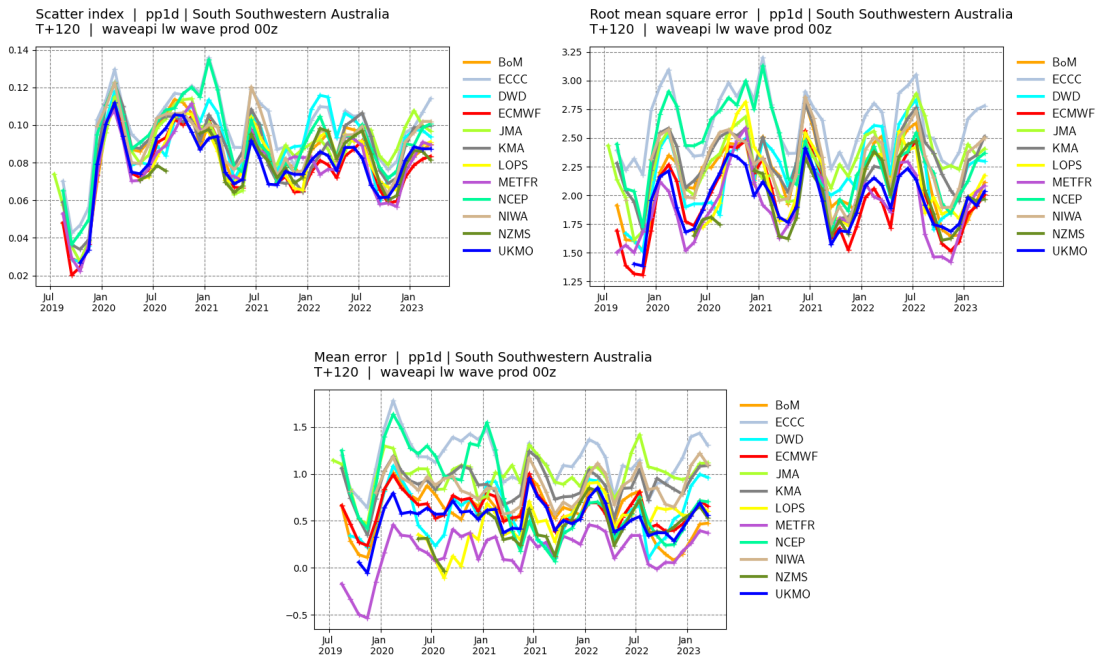 Scatter index | pp1d | South Southwestern Australia
T+120 | waveapi lw wave prod 00z
0.14
0.12
0.10
0.08
0.06
0.04
0.02
Jul 2019
Jan 2020
Jul 2020
Jan 2021
Jul 2021
Jan 2022
Jul 2022
Jan 2023
BoM
ECCC
DWD
ECMWF
JMA
KMA
LOPS
METFR
NCEP
NIWA
NZMS
UKMO
Root mean square error | pp1d | South Southwestern Australia
T+120 | waveapi lw wave prod 00z
3.25
3.00
2.75
2.50
2.25
2.00
1.75
1.50
1.25
Jul 2019
Jan 2020
Jul 2020
Jan 2021
Jul 2021
Jan 2022
Jul 2022
Jan 2023
BoM
ECCC
DWD
ECMWF
JMA
KMA
LOPS
METFR
NCEP
NIWA
NZMS
UKMO
Mean error | pp1d | South Southwestern Australia
T+120 | waveapi lw wave prod 00z
1.5
1.0
0.5
0.0
−0.5
Jul 2019
Jan 2020
Jul 2020
Jan 2021
Jul 2021
Jan 2022
Jul 2022
Jan 2023
BoM
ECCC
DWD
ECMWF
JMA
KMA
LOPS
METFR
NCEP
NIWA
NZMS
UKMO